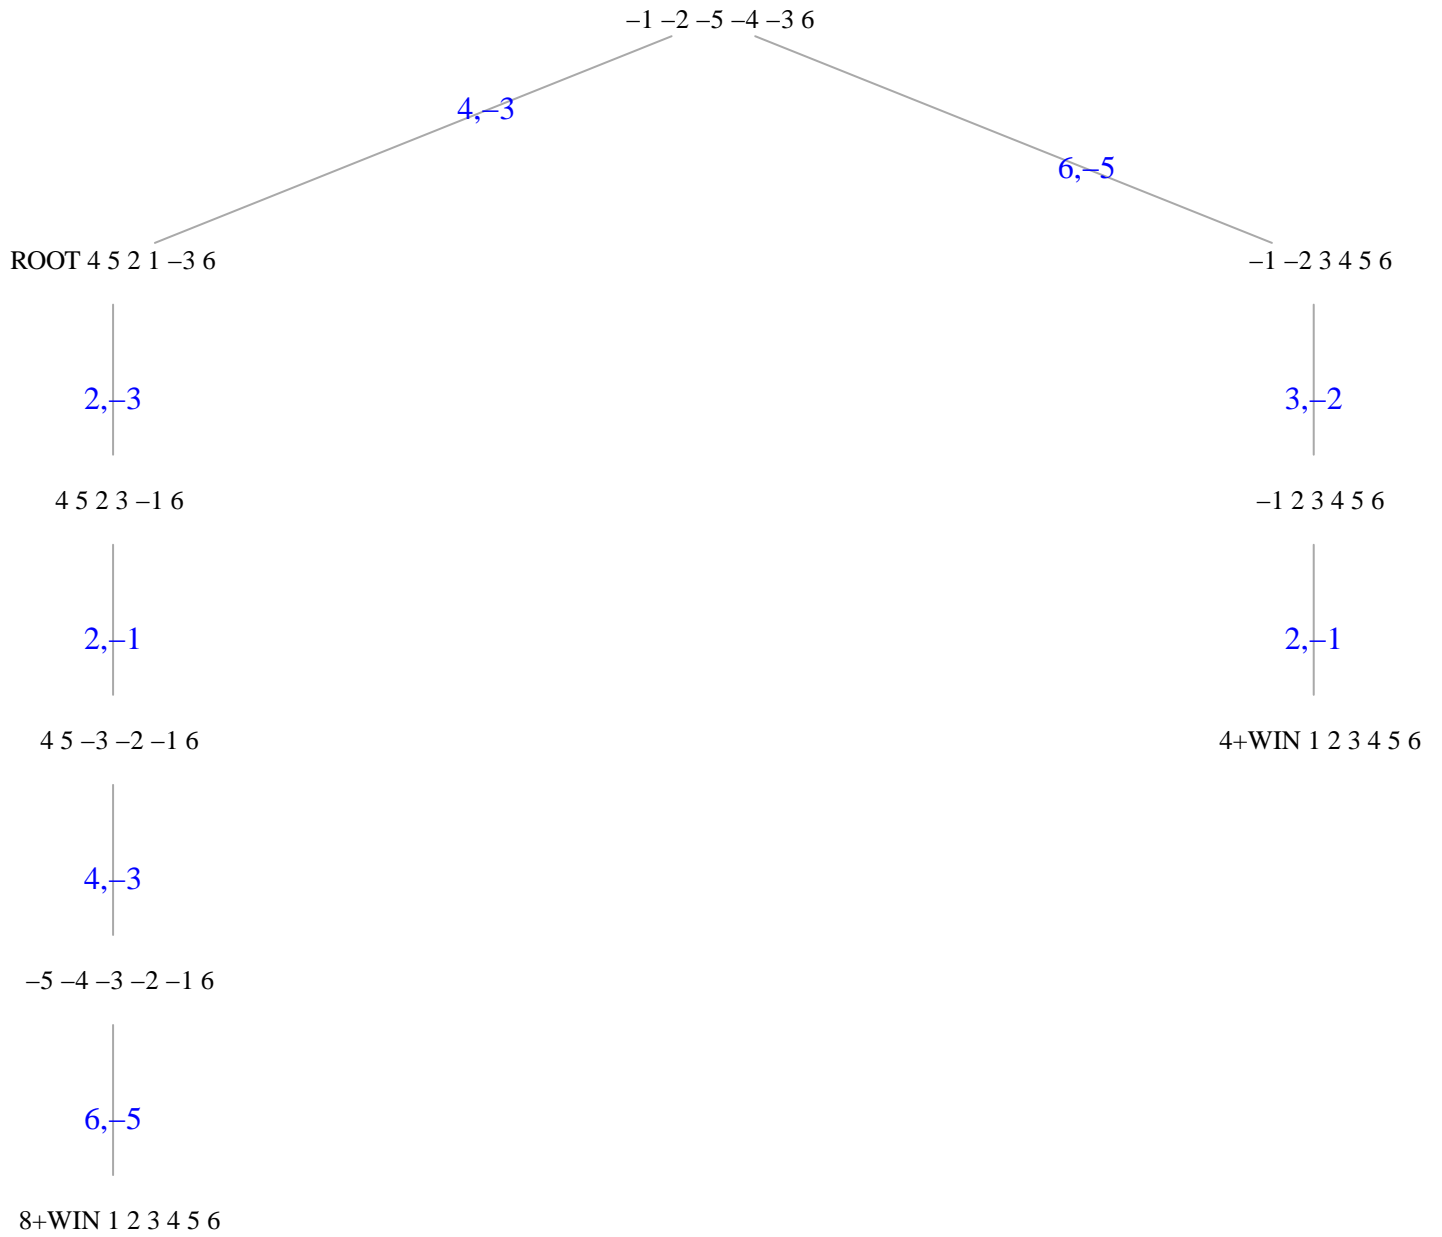 –1 –2 –5 –4 –3 6
4,–3
6,–5
ROOT 4 5 2 1 –3 6
–1 –2 3 4 5 6
2,–3
3,–2
4 5 2 3 –1 6
–1 2 3 4 5 6
2,–1
2,–1
4 5 –3 –2 –1 6
4+WIN 1 2 3 4 5 6
4,–3
–5 –4 –3 –2 –1 6
6,–5
8+WIN 1 2 3 4 5 6